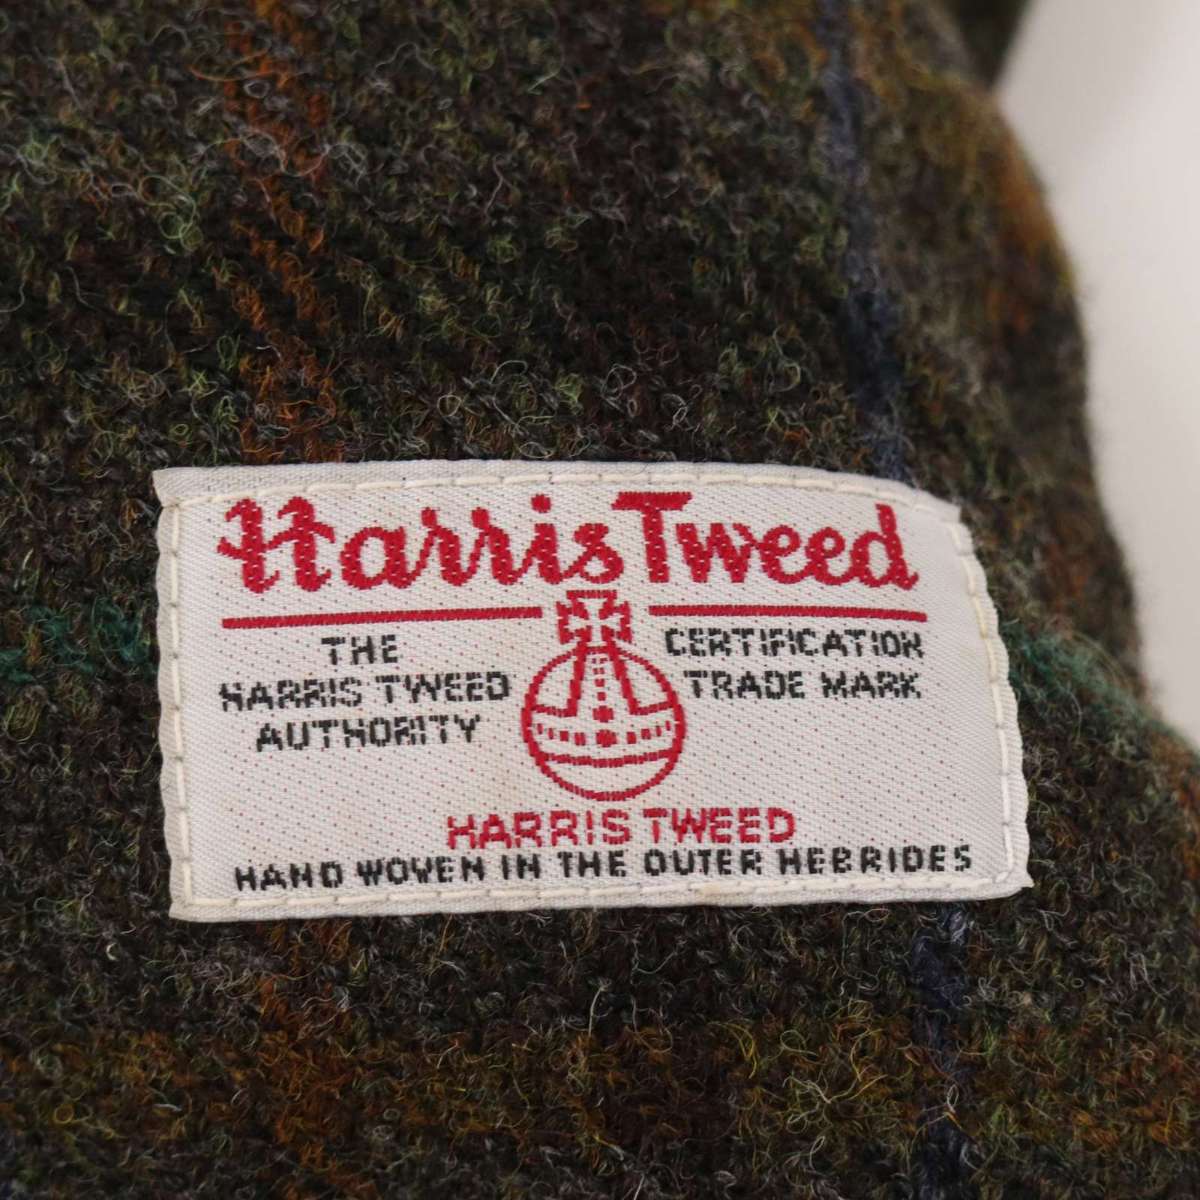 Harris Tweed
THE
HARRIS TWEED
AUTHORITY
CERTIFICATION
TRADE MARK
HARRIS TWEED
HAND WOVEN IN THE OUTER HEBRIDES